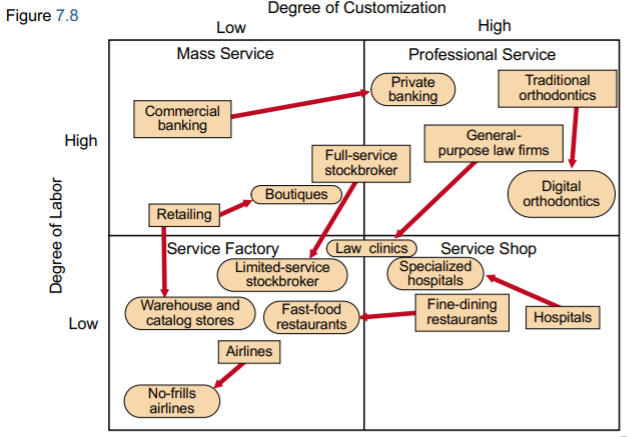 Figure 7.8
Degree of Customization
Low
High
Mass Service
Professional Service
High
Degree of Labor
Low
Commercial
banking
Private
banking
Traditional
orthodontics
General-
purpose law firms
Full-service
stockbroker
Boutiques
Digital
orthodontics
Retailing
Service Factory
Law clinics
Service Shop
Limited-service
stockbroker
Specialized
hospitals
Warehouse and
catalog stores
Fast-food
restaurants
Fine-dining
restaurants
Hospitals
Airlines
No-frills
airlines